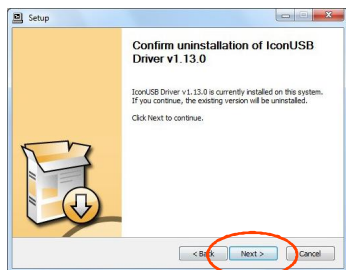 Setup
Confirm uninstallation of IconUSB
Driver v1.13.0
IconUSB Driver v1.13.0 is currently installed on this system.
If you continue, the existing version will be uninstalled.
Click Next to continue.
< Back Next > Cancel